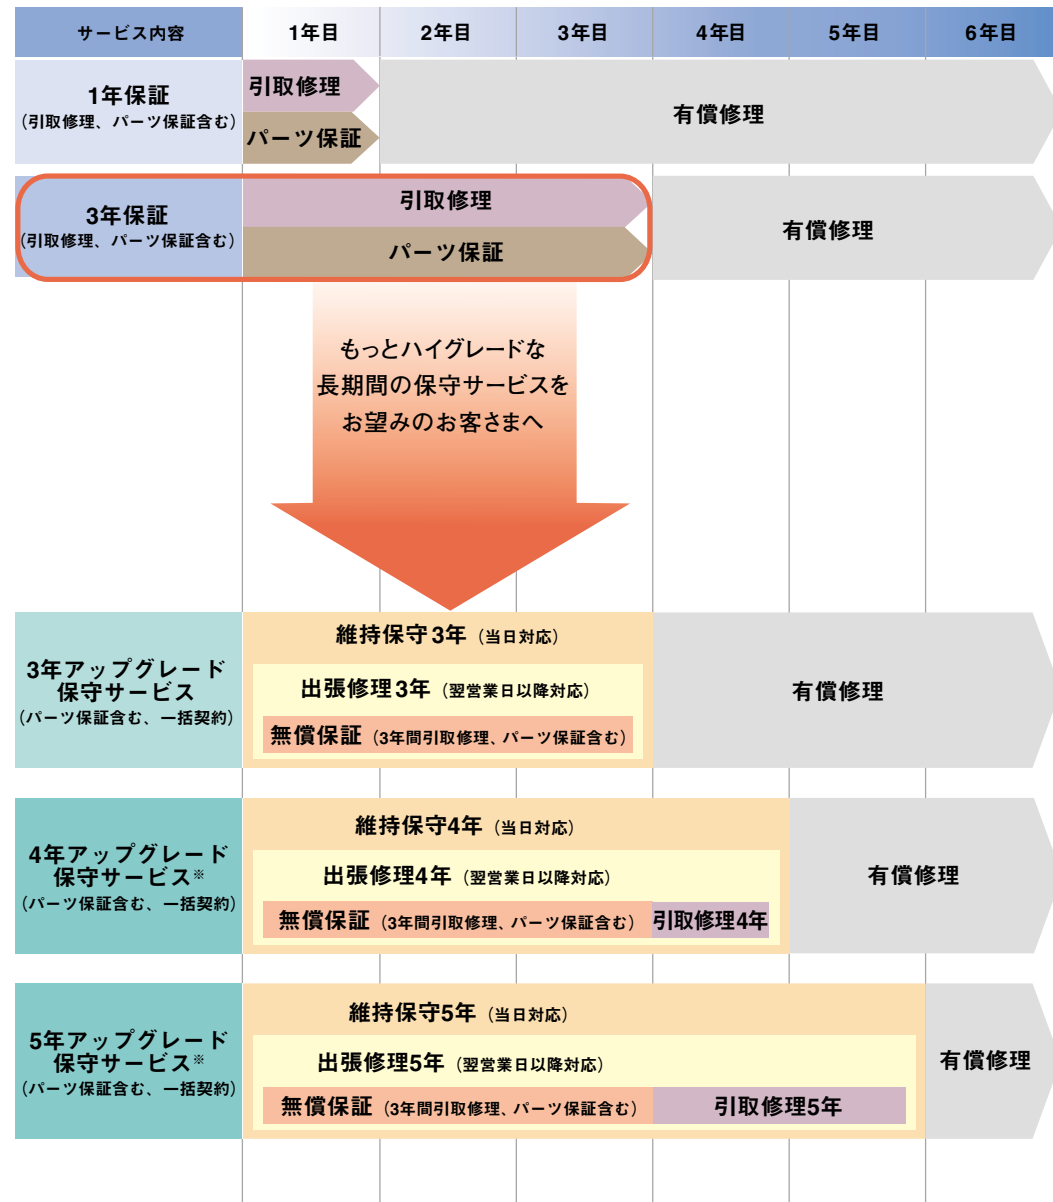 サービス内容 1年目 2年目 3年目 4年目 5年目 6年目
1年保証
（引取修理、パーツ保証含む）
引取修理
パーツ保証
有償修理
3年保証
（引取修理、パーツ保証含む）
引取修理
パーツ保証
有償修理
もっとハイグレードな
長期間の保守サービスを
お望みのお客さまへ
3年アップグレード
保守サービス
（パーツ保証含む、一括契約）
維持保守3年（当日対応）
出張修理3年（翌営業日以降対応）
無償保証（3年間引取修理、パーツ保証含む）
有償修理
4年アップグレード
保守サービス※
（パーツ保証含む、一括契約）
維持保守4年（当日対応）
出張修理4年（翌営業日以降対応）
無償保証（3年間引取修理、パーツ保証含む） 引取修理4年
有償修理
5年アップグレード
保守サービス※
（パーツ保証含む、一括契約）
維持保守5年（当日対応）
出張修理5年（翌営業日以降対応）
無償保証（3年間引取修理、パーツ保証含む） 引取修理5年
有償修理